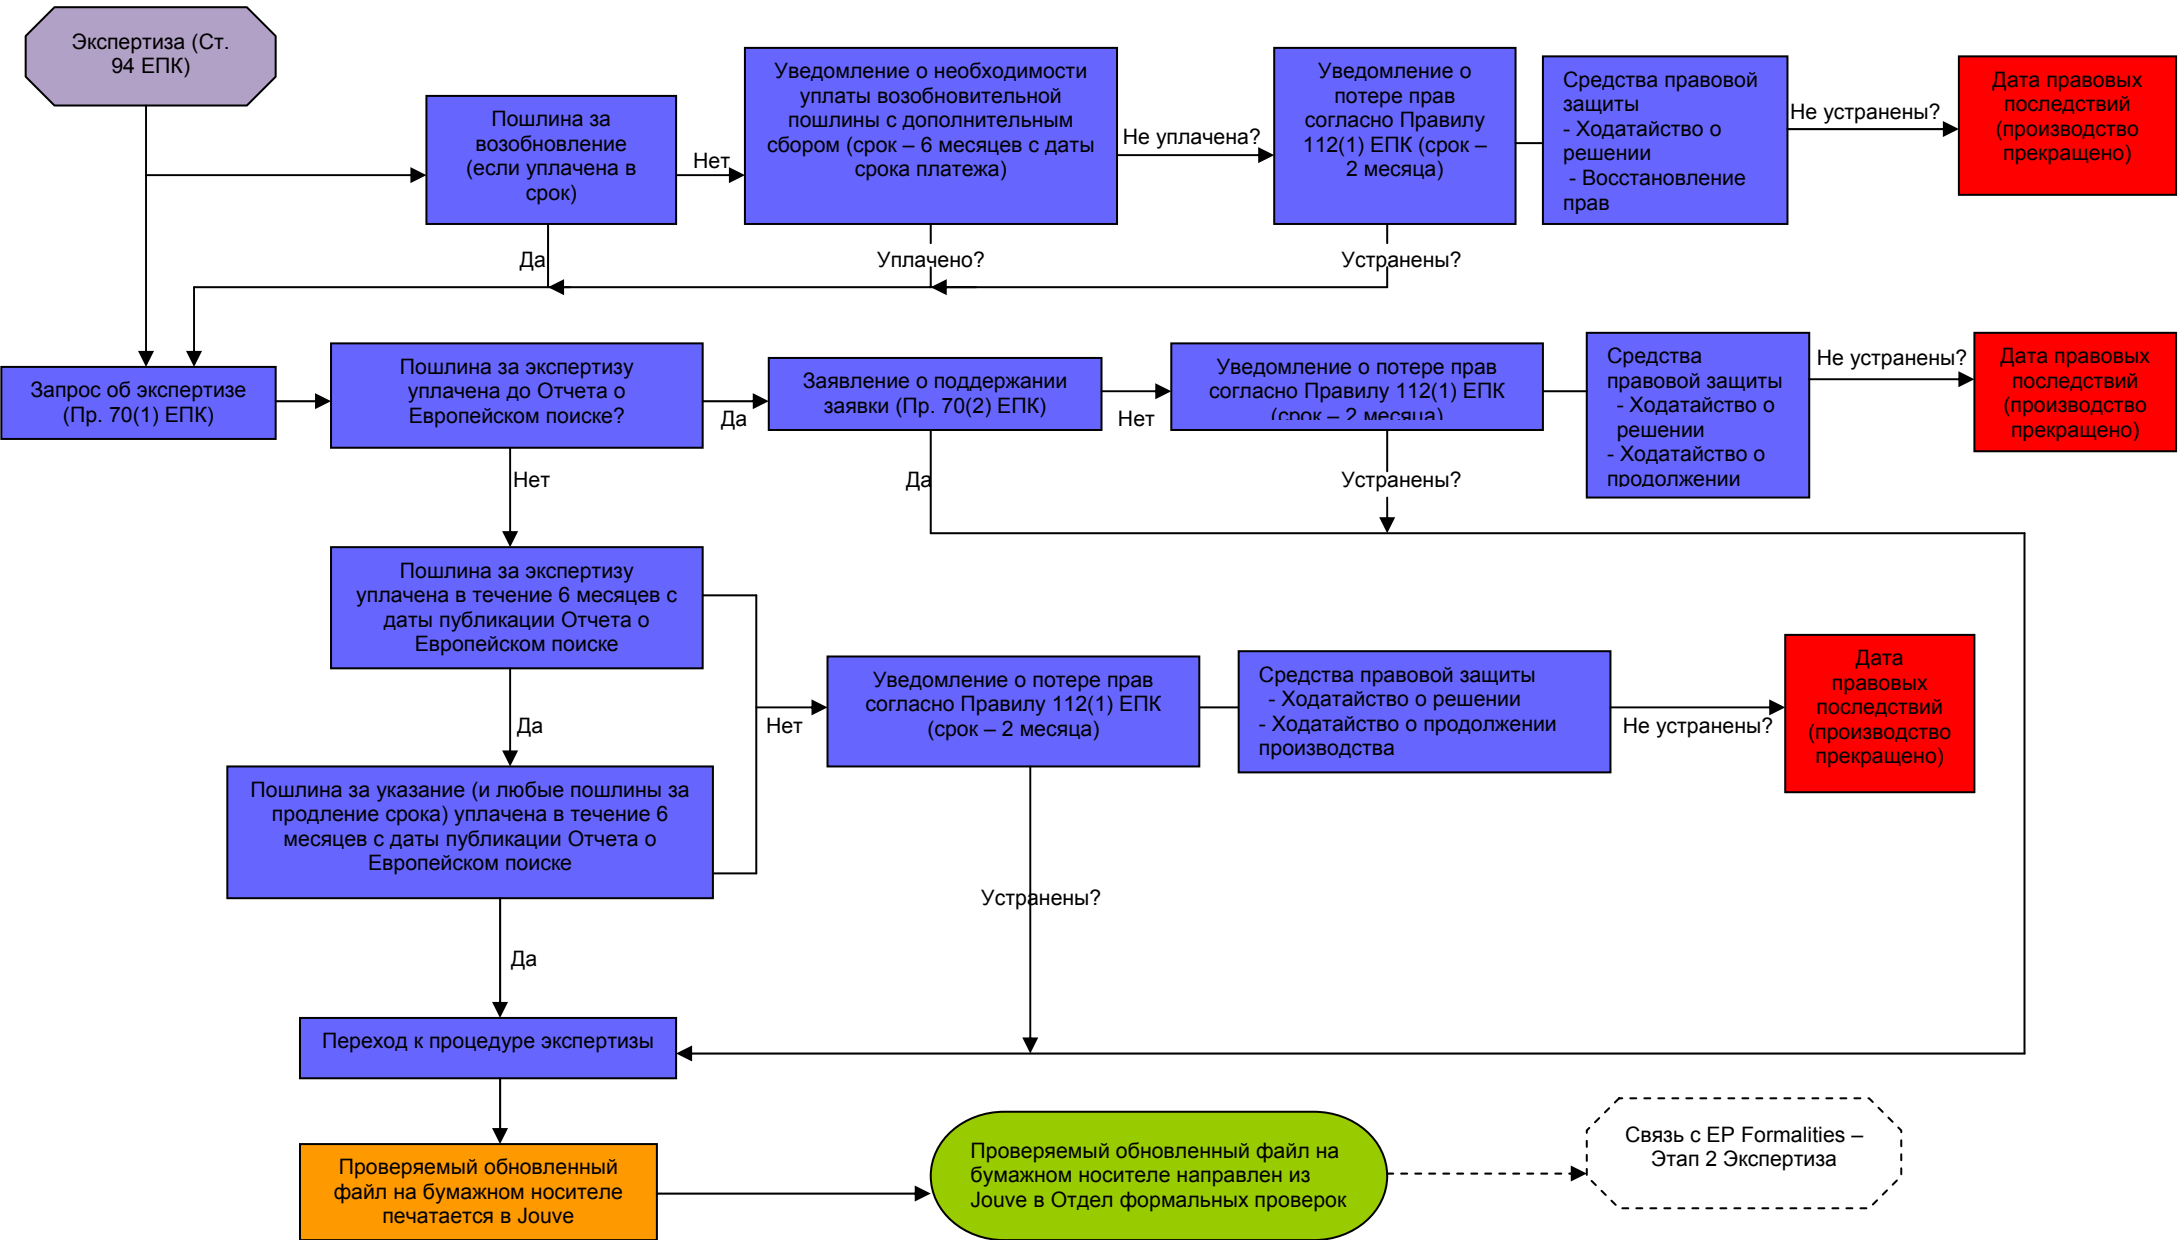 Экспертиза (Ст.
94 ЕПК)
Пошлина за
возобновление
(если уплачена в
срок)
Нет
Уведомление о необходимости
уплаты возобновительной
пошлины с дополнительным
сбором (срок – 6 месяцев с даты
срока платежа)
Не уплачена?
Уведомление о
потере прав
согласно Правилу
112(1) ЕПК (срок –
2 месяца)
Средства правовой
защиты
- Ходатайство о
решении
- Восстановление
прав
Не устранены?
Дата правовых
последствий
(производство
прекращено)
Да
Уплачено?
Устранены?
Запрос об экспертизе
(Пр. 70(1) ЕПК)
Пошлина за экспертизу
уплачена до Отчета о
Европейском поиске?
Да
Заявление о поддержании
заявки (Пр. 70(2) ЕПК)
Нет
Уведомление о потере прав
согласно Правилу 112(1) ЕПК
(срок – 2 месяца)
Средства
правовой защиты
- Ходатайство о
решении
- Ходатайство о
продолжении
Не устранены?
Дата правовых
последствий
(производство
прекращено)
Нет
Да
Устранены?
Пошлина за экспертизу
уплачена в течение 6 месяцев с
даты публикации Отчета о
Европейском поиске
Да
Нет
Уведомление о потере прав
согласно Правилу 112(1) ЕПК
(срок – 2 месяца)
Средства правовой защиты
- Ходатайство о решении
- Ходатайство о продолжении
производства
Не устранены?
Дата
правовых
последствий
(производство
прекращено)
Пошлина за указание (и любые пошлины за
продление срока) уплачена в течение 6
месяцев с даты публикации Отчета о
Европейском поиске
Устранены?
Да
Переход к процедуре экспертизы
Проверяемый обновленный
файл на бумажном носителе
печатается в Jouve
Проверяемый обновленный файл на
бумажном носителе направлен из
Jouve в Отдел формальных проверок
Связь с EP Formalities –
Этап 2 Экспертиза